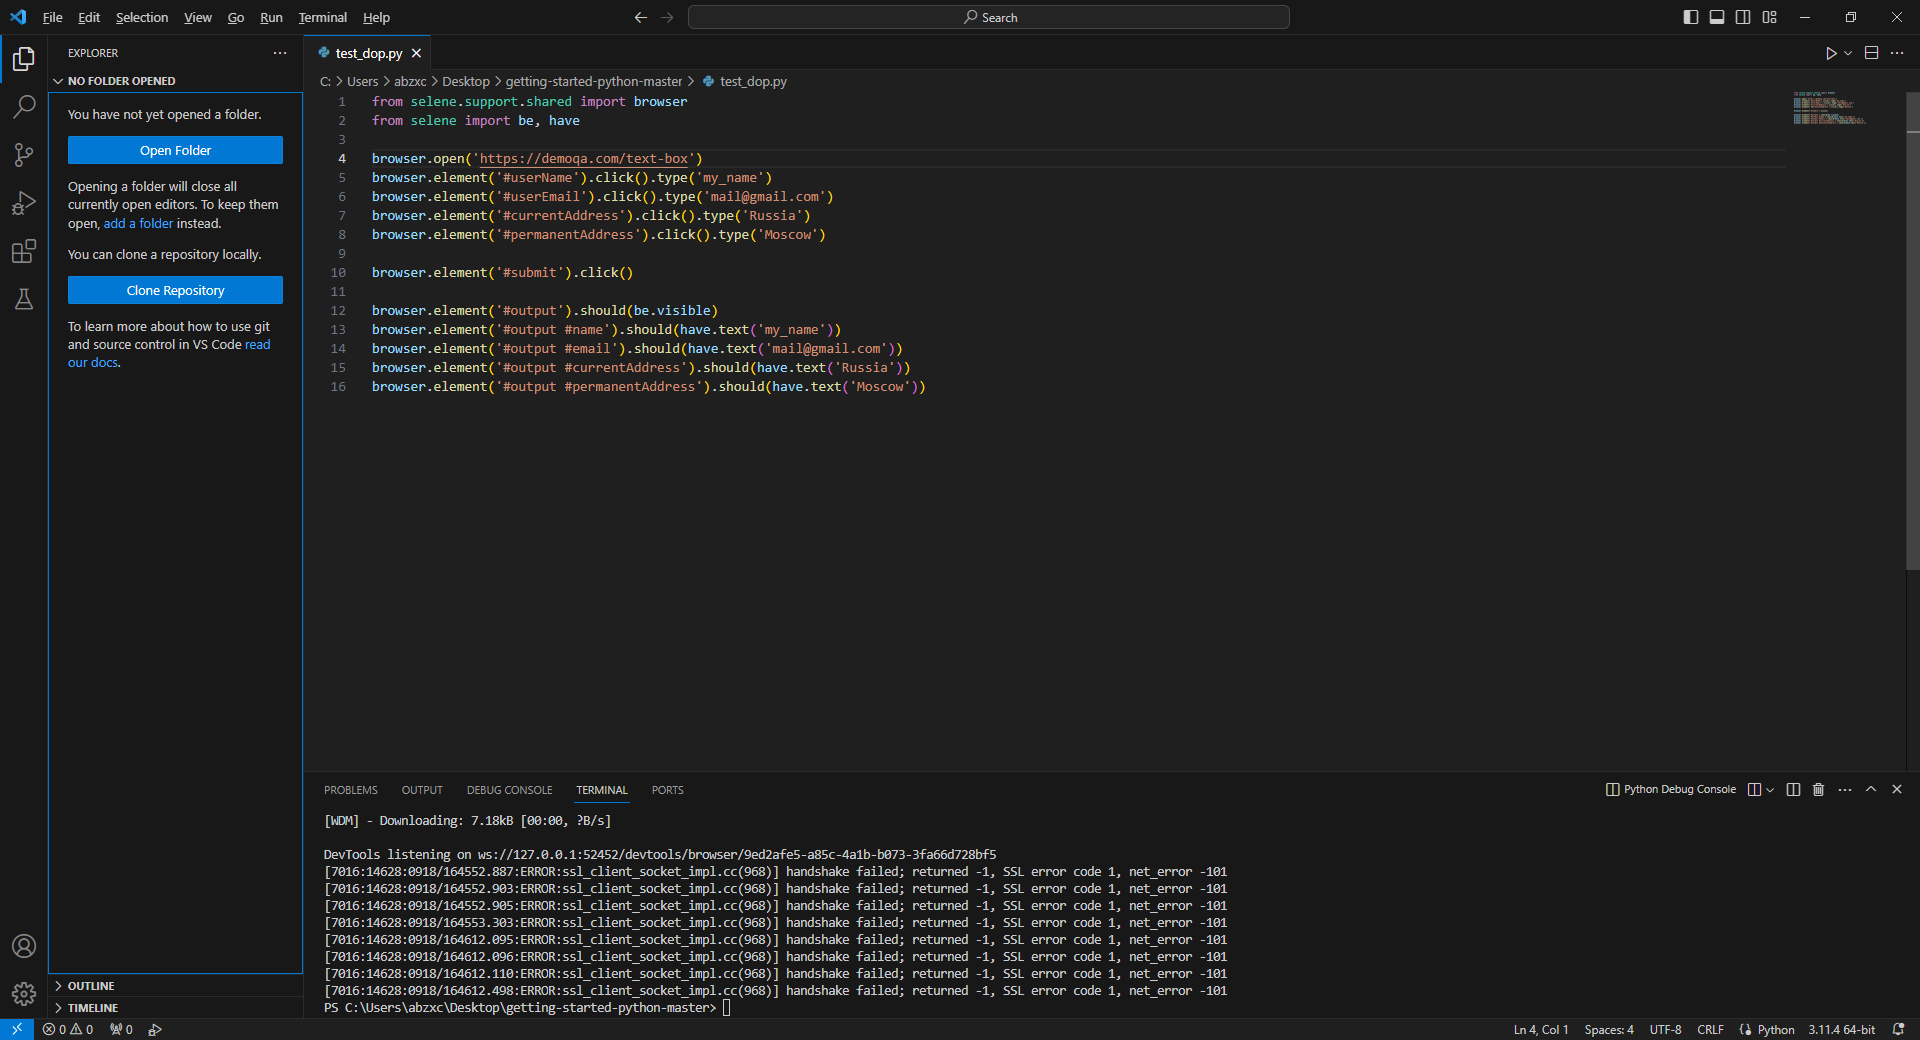 File Edit Selection View Go Run Terminal Help
Search
EXPLORER
NO FOLDER OPENED
You have not yet opened a folder.
Open Folder
Opening a folder will close all
currently open editors. To keep them
open, add a folder instead.
You can clone a repository locally.
Clone Repository
To learn more about how to use git
and source control in VS Code read
our docs.
OUTLINE
TIMELINE
test_dop.py
C: > Users > abzxc > Desktop > getting-started-python-master > test_dop.py
1 from selene.support.shared import browser
2 from selene import be, have
3
4 browser.open('https://demoqa.com/text-box')
5 browser.element('#userName').click().type('my_name')
6 browser.element('#userEmail').click().type('mail@gmail.com')
7 browser.element('#currentAddress').click().type('Russia')
8 browser.element('#permanentAddress').click().type('Moscow')
9
10 browser.element('#submit').click()
11
12 browser.element('#output').should(be.visible)
13 browser.element('#output #name').should(have.text('my_name'))
14 browser.element('#output #email').should(have.text('mail@gmail.com'))
15 browser.element('#output #currentAddress').should(have.text('Russia'))
16 browser.element('#output #permanentAddress').should(have.text('Moscow'))
PROBLEMS OUTPUT DEBUG CONSOLE TERMINAL PORTS
Python Debug Console
[WDM] - Downloading: 7.18kB [00:00, ?B/s]
DevTools listening on ws://127.0.0.1:52452/devtools/browser/9ed2afe5-a85c-4a1b-b073-3fa66d728bf5
[7016:14628:0918/164552.887:ERROR:ssl_client_socket_impl.cc(968)] handshake failed; returned -1, SSL error code 1, net_error -101
[7016:14628:0918/164552.903:ERROR:ssl_client_socket_impl.cc(968)] handshake failed; returned -1, SSL error code 1, net_error -101
[7016:14628:0918/164552.905:ERROR:ssl_client_socket_impl.cc(968)] handshake failed; returned -1, SSL error code 1, net_error -101
[7016:14628:0918/164553.303:ERROR:ssl_client_socket_impl.cc(968)] handshake failed; returned -1, SSL error code 1, net_error -101
[7016:14628:0918/164612.095:ERROR:ssl_client_socket_impl.cc(968)] handshake failed; returned -1, SSL error code 1, net_error -101
[7016:14628:0918/164612.096:ERROR:ssl_client_socket_impl.cc(968)] handshake failed; returned -1, SSL error code 1, net_error -101
[7016:14628:0918/164612.110:ERROR:ssl_client_socket_impl.cc(968)] handshake failed; returned -1, SSL error code 1, net_error -101
[7016:14628:0918/164612.498:ERROR:ssl_client_socket_impl.cc(968)] handshake failed; returned -1, SSL error code 1, net_error -101
PS C:\Users\abzxc\Desktop\getting-started-python-master>
0 0 0
Ln 4, Col 1 Spaces: 4 UTF-8 CRLF Python 3.11.4 64-bit